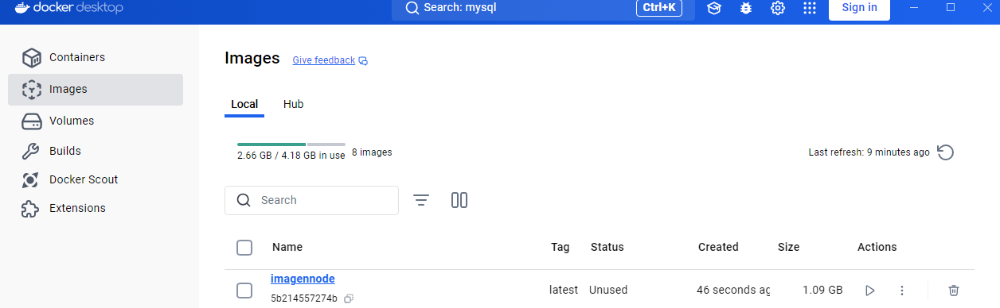 docker desktop
Search: mysql
Ctrl+K
Sign in
Containers
Images
Volumes
Builds
Docker Scout
Extensions
Images
Give feedback
Local
Hub
2.66 GB / 4.18 GB in use
8 images
Last refresh: 9 minutes ago
Search
Name
Tag
Status
Created
Size
Actions
imagennode
latest
Unused
46 seconds ag
1.09 GB
5b214557274b